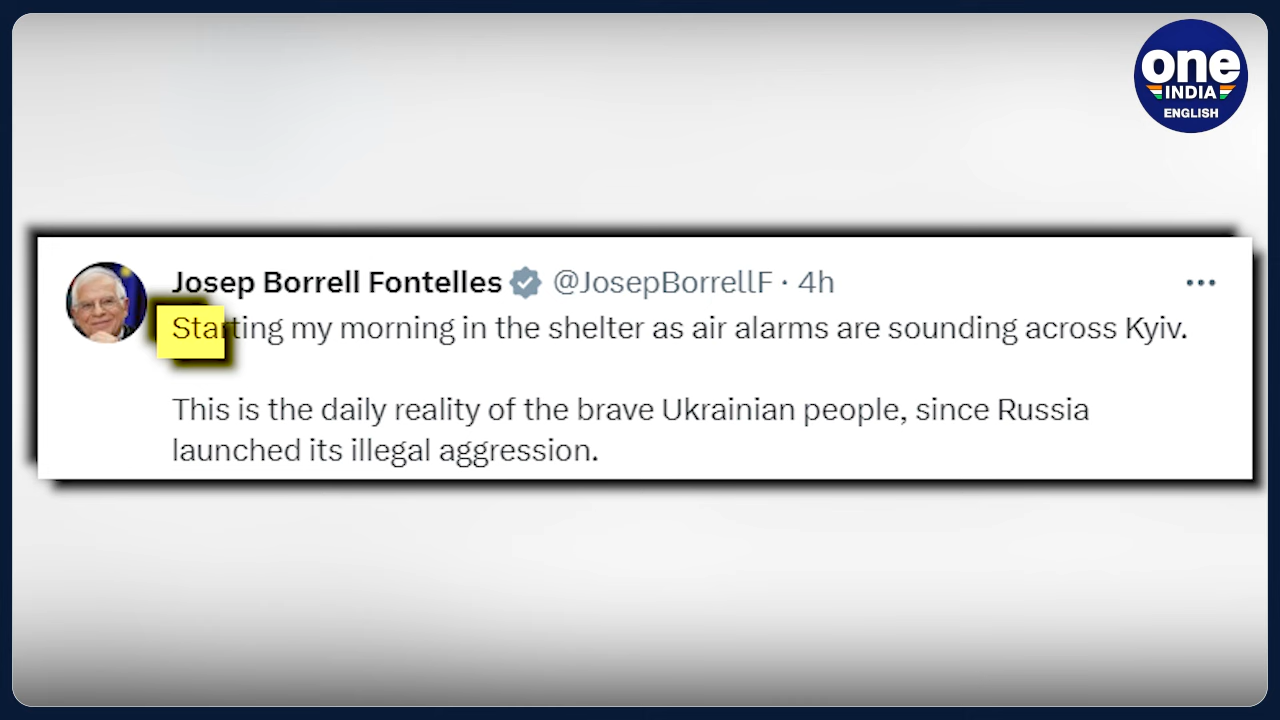 one
INDIA
ENGLISH
Josep Borrell Fontelles @JosepBorrellF · 4h
Starting my morning in the shelter as air alarms are sounding across Kyiv.
This is the daily reality of the brave Ukrainian people, since Russia
launched its illegal aggression.